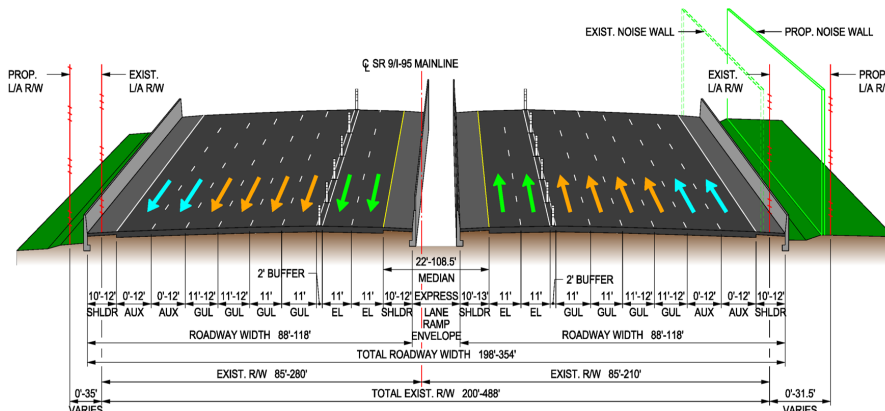 EXIST. NOISE WALL
PROP. NOISE WALL
℄ SR 9/I-95 MAINLINE
PROP.
L/A R/W
EXIST.
L/A R/W
EXIST.
L/A R/W
PROP.
L/A R/W
22'-108.5'
MEDIAN
2' BUFFER
2' BUFFER
10'-12' 0'-12' 0'-12' 11'-12' 11'-12' 11' 11' 11' 11' 10'-12' EXPRESS 10'-13' 11' 11' 11' 11' 11'-12' 11'-12' 0'-12' 0'-12' 10'-12'
SHLDR AUX AUX GUL GUL GUL GUL EL EL SHLDR LANE SHLDR EL EL GUL GUL GUL GUL AUX AUX SHLDR
RAMP
ENVELOPE
ROADWAY WIDTH 88'-118'
ROADWAY WIDTH 88'-118'
TOTAL ROADWAY WIDTH 198'-354'
EXIST. R/W 85'-280'
EXIST. R/W 85'-210'
0'-35'
VARIES
TOTAL EXIST. R/W 200'-488'
0'-31.5'
VARIES